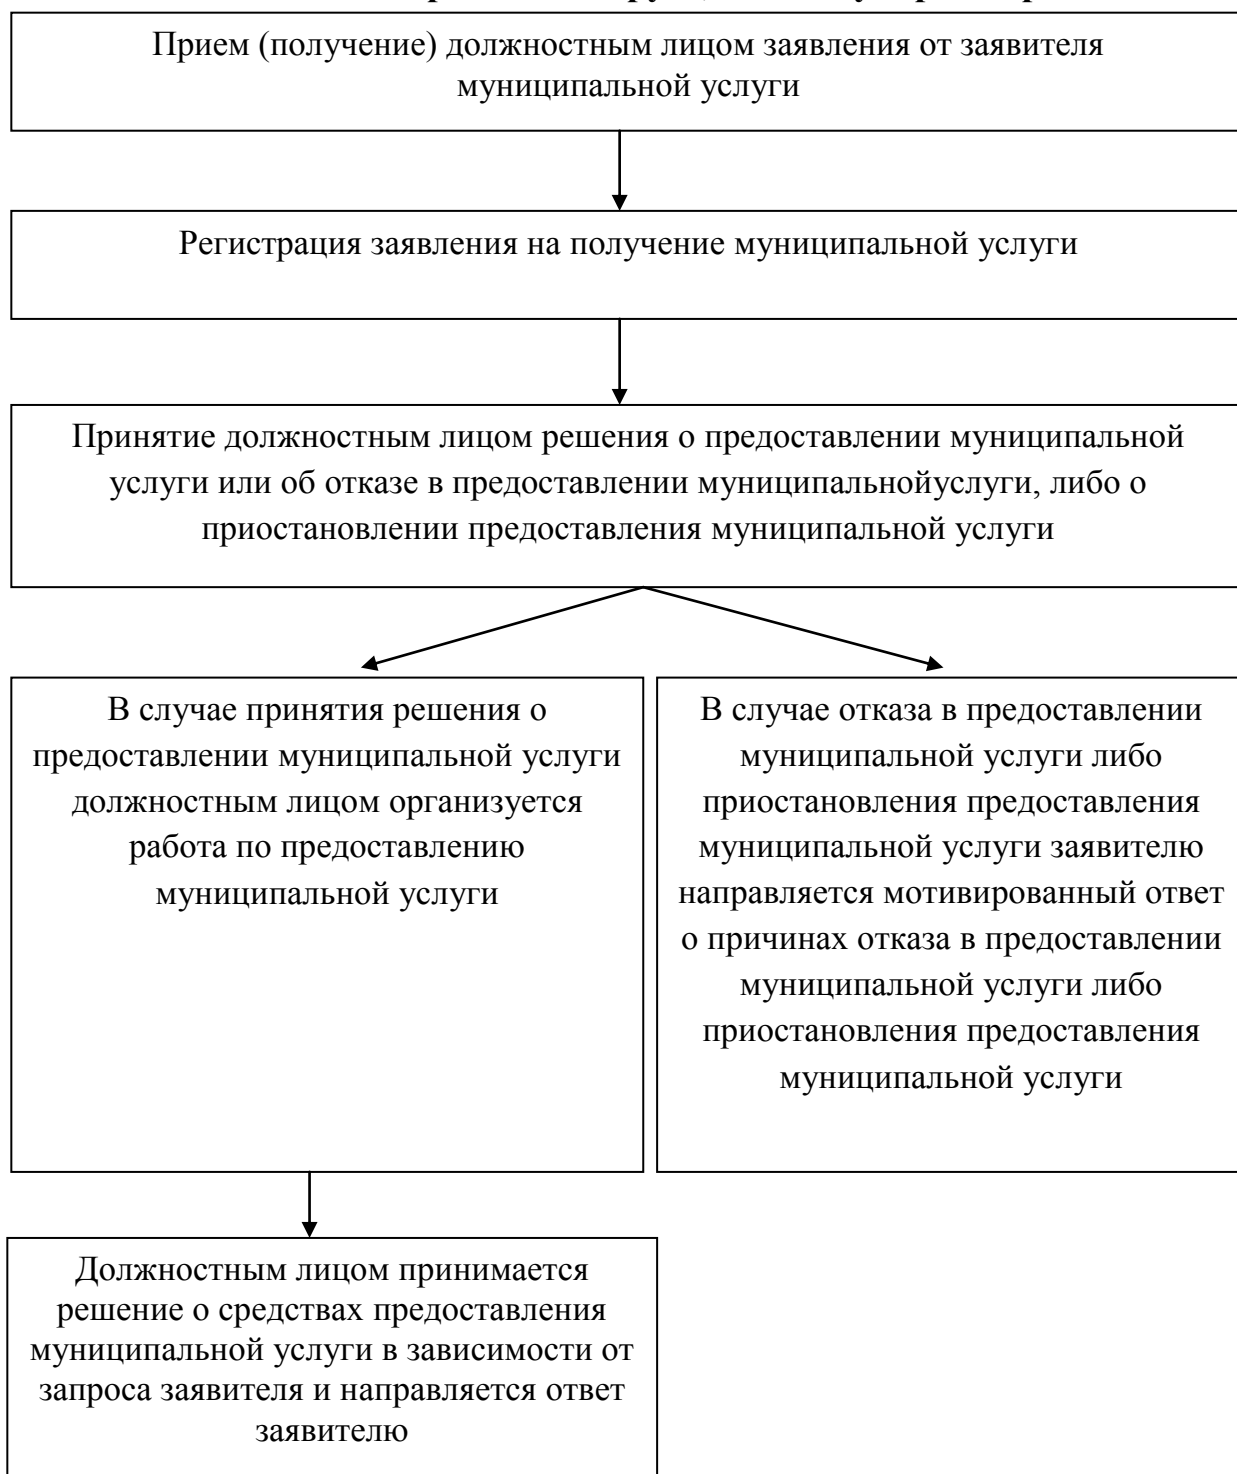 Прием (получение) должностным лицом заявления от заявителя
муниципальной услуги
Регистрация заявления на получение муниципальной услуги
Принятие должностным лицом решения о предоставлении муниципальной
услуги или об отказе в предоставлении муниципальнойуслуги, либо о
приостановлении предоставления муниципальной услуги
В случае принятия решения о
предоставлении муниципальной услуги
должностным лицом организуется
работа по предоставлению
муниципальной услуги
В случае отказа в предоставлении
муниципальной услуги либо
приостановления предоставления
муниципальной услуги заявителю
направляется мотивированный ответ
о причинах отказа в предоставлении
муниципальной услуги либо
приостановления предоставления
муниципальной услуги
Должностным лицом принимается
решение о средствах предоставления
муниципальной услуги в зависимости от
запроса заявителя и направляется ответ
заявителю